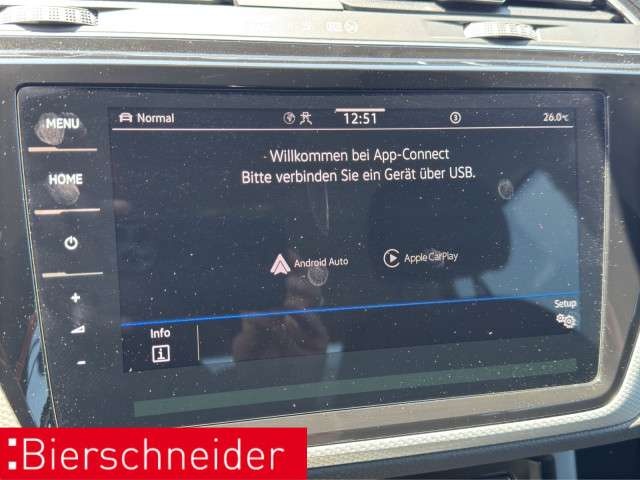 MENU
Normal
12:51
3
26.0°C
Willkommen bei App-Connect
Bitte verbinden Sie ein Gerät über USB.
HOME
Android Auto
Apple CarPlay
+
-
Info
i
Setup
Bierschneider